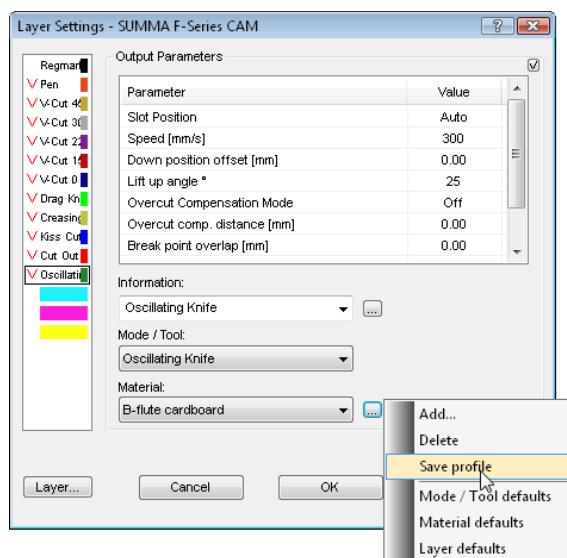 Layer Settings - SUMMA F-Series CAM
Output Parameters
Regmar
Pen
V-Cut 45
V-Cut 30
V-Cut 22
V-Cut 15
V-Cut 0
Drag Kn
Creasing
Kiss Cut
Cut Out
Oscillati
Parameter Value
Slot Position Auto
Speed [mm/s] 300
Down position offset [mm] 0.00
Lift up angle ° 25
Overcut Compensation Mode Off
Overcut comp. distance [mm] 0.00
Break point overlap [mm] 0.00
Information:
Oscillating Knife ...
Mode / Tool:
Oscillating Knife
Material:
B-flute cardboard ...
Add...
Delete
Save profile
Mode / Tool defaults
Material defaults
Layer defaults
Layer... Cancel OK